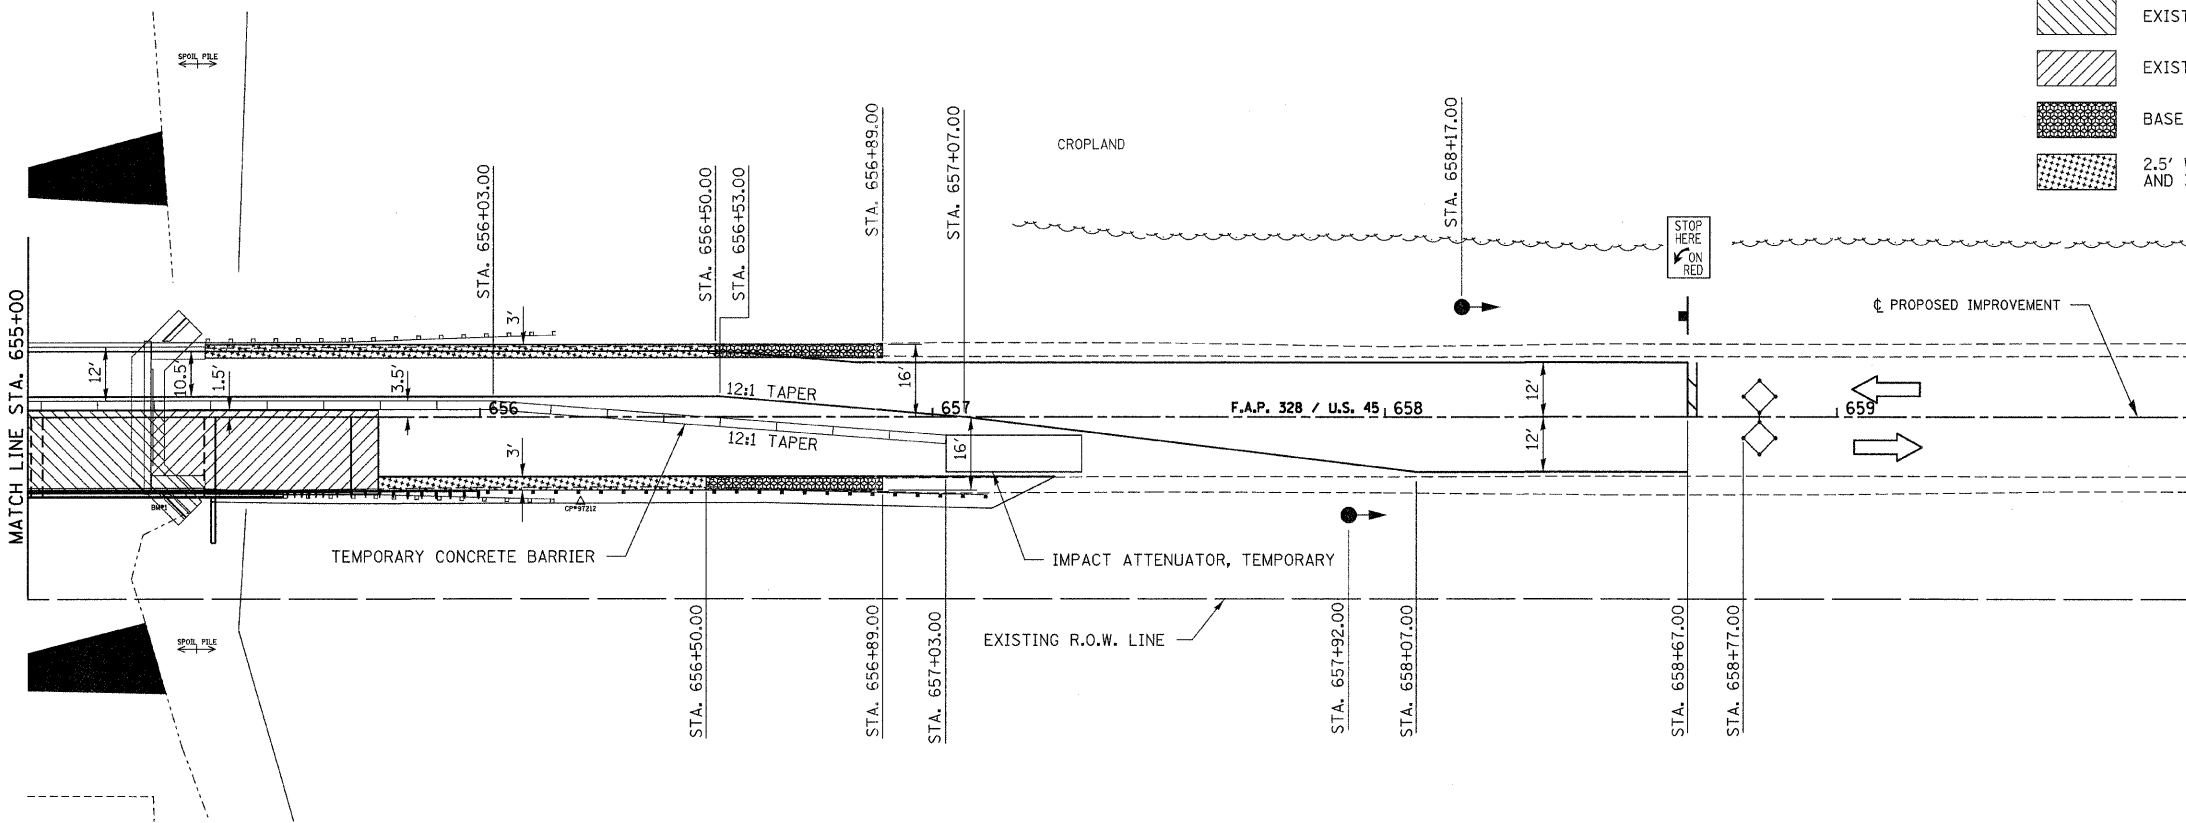 EXIST
EXIST
BASE
2.5' W
AND 3
SPOIL PILE
CROPLAND
STA. 656+03.00
STA. 656+50.00
STA. 656+53.00
STA. 656+89.00
STA. 657+07.00
STA. 658+17.00
STOP
HERE
ON
RED
℄ PROPOSED IMPROVEMENT
MATCH LINE STA. 655+00
12'
10.5'
1.5'
3.5'
3'
16'
12:1 TAPER
656
657
F.A.P. 328 / U.S. 45
658
659
12'
12'
12:1 TAPER
3'
16'
BM#1
CP#97212
TEMPORARY CONCRETE BARRIER
IMPACT ATTENUATOR, TEMPORARY
EXISTING R.O.W. LINE
SPOIL PILE
STA. 656+50.00
STA. 656+89.00
STA. 657+03.00
STA. 657+92.00
STA. 658+07.00
STA. 658+67.00
STA. 658+77.00